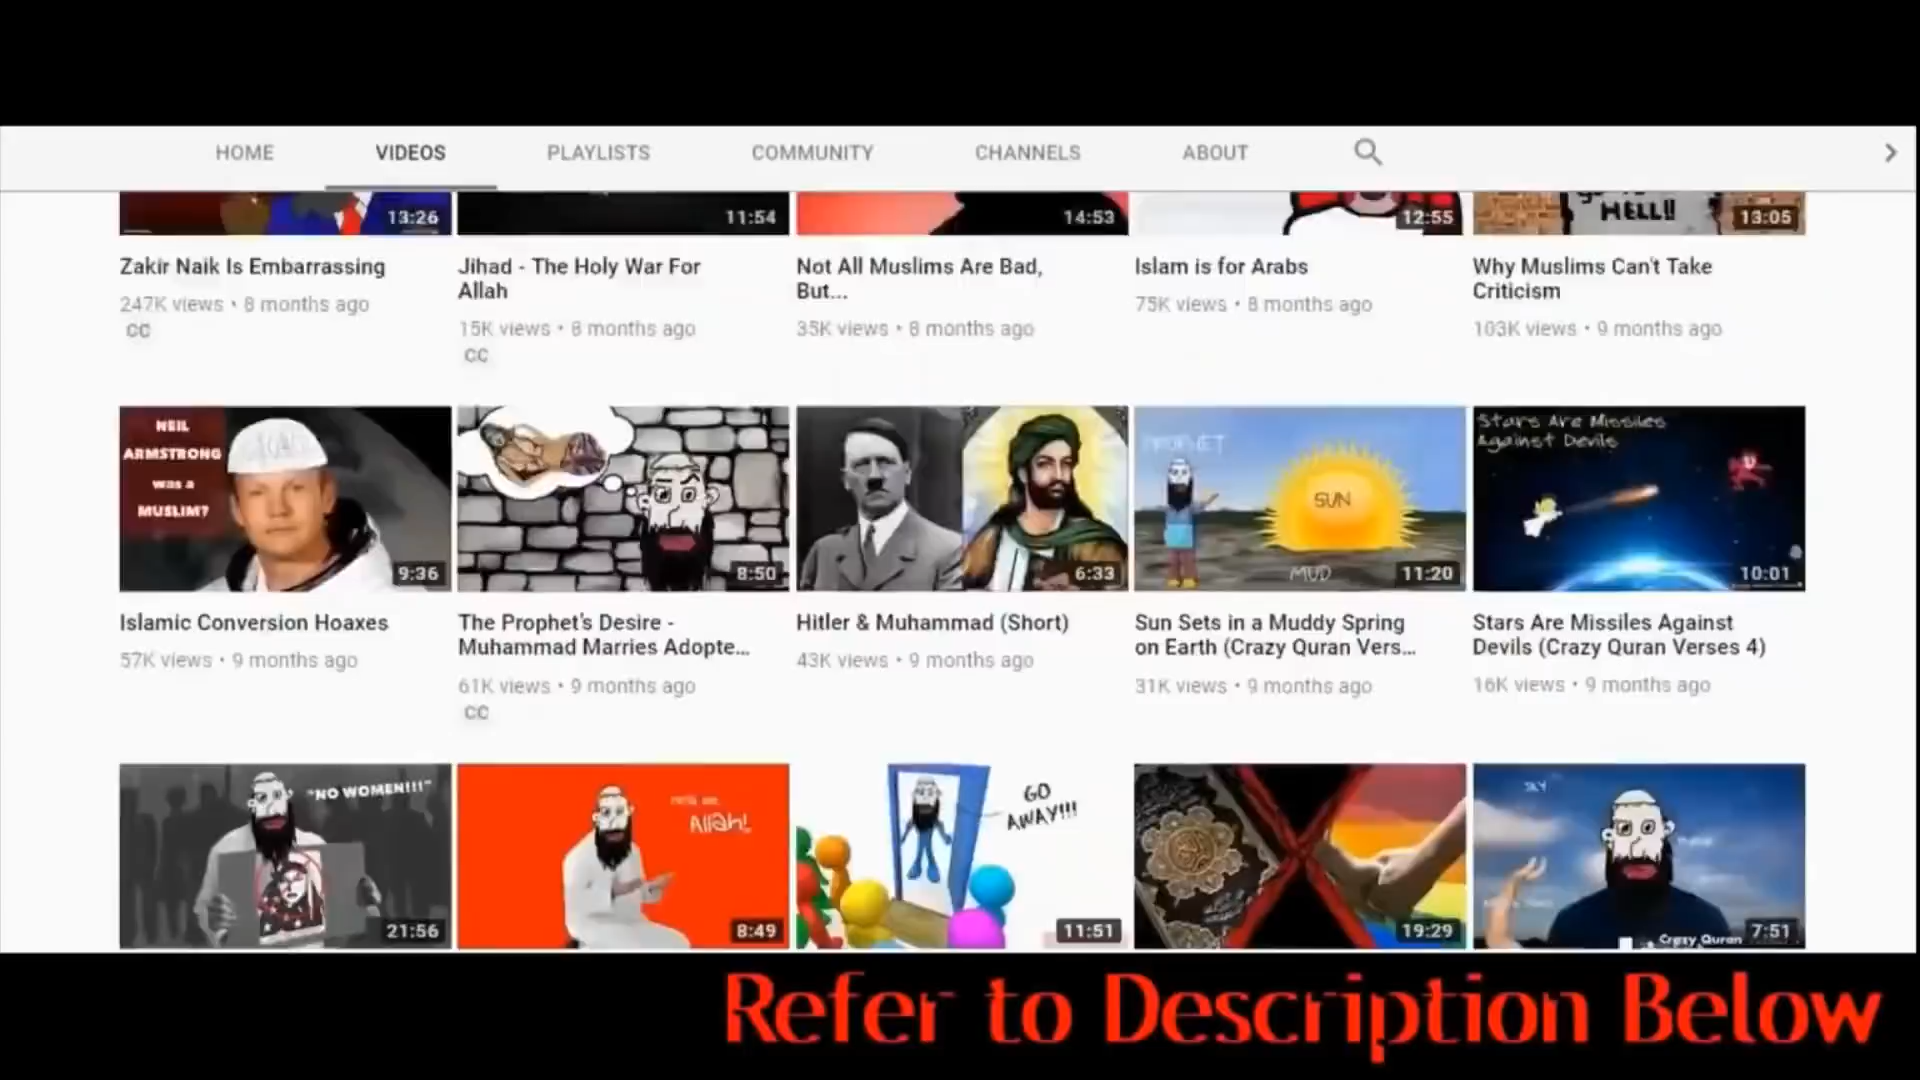 HOME VIDEOS PLAYLISTS COMMUNITY CHANNELS ABOUT
13:26
11:54
14:53
12:55
HELL!!
13:05
Zakir Naik Is Embarrassing
247K views • 8 months ago
CC
Jihad - The Holy War For
Allah
15K views • 8 months ago
CC
Not All Muslims Are Bad,
But...
35K views • 8 months ago
Islam is for Arabs
75K views • 8 months ago
Why Muslims Can't Take
Criticism
103K views • 9 months ago
NEIL
ARMSTRONG
was a
MUSLIM?
9:36
8:50
6:33
PROPHET
SUN
MUD
11:20
Stars Are Missiles
Against Devils
10:01
Islamic Conversion Hoaxes
57K views • 9 months ago
The Prophet's Desire -
Muhammad Marries Adopte...
61K views • 9 months ago
CC
Hitler & Muhammad (Short)
43K views • 9 months ago
Sun Sets in a Muddy Spring
on Earth (Crazy Quran Vers...
31K views • 9 months ago
Stars Are Missiles Against
Devils (Crazy Quran Verses 4)
16K views • 9 months ago
"NO WOMEN!!!"
21:56
Allah!
8:49
GO
AWAY!!!
11:51
19:29
SKY
Crazy Quran
7:51
Refer to Description Below